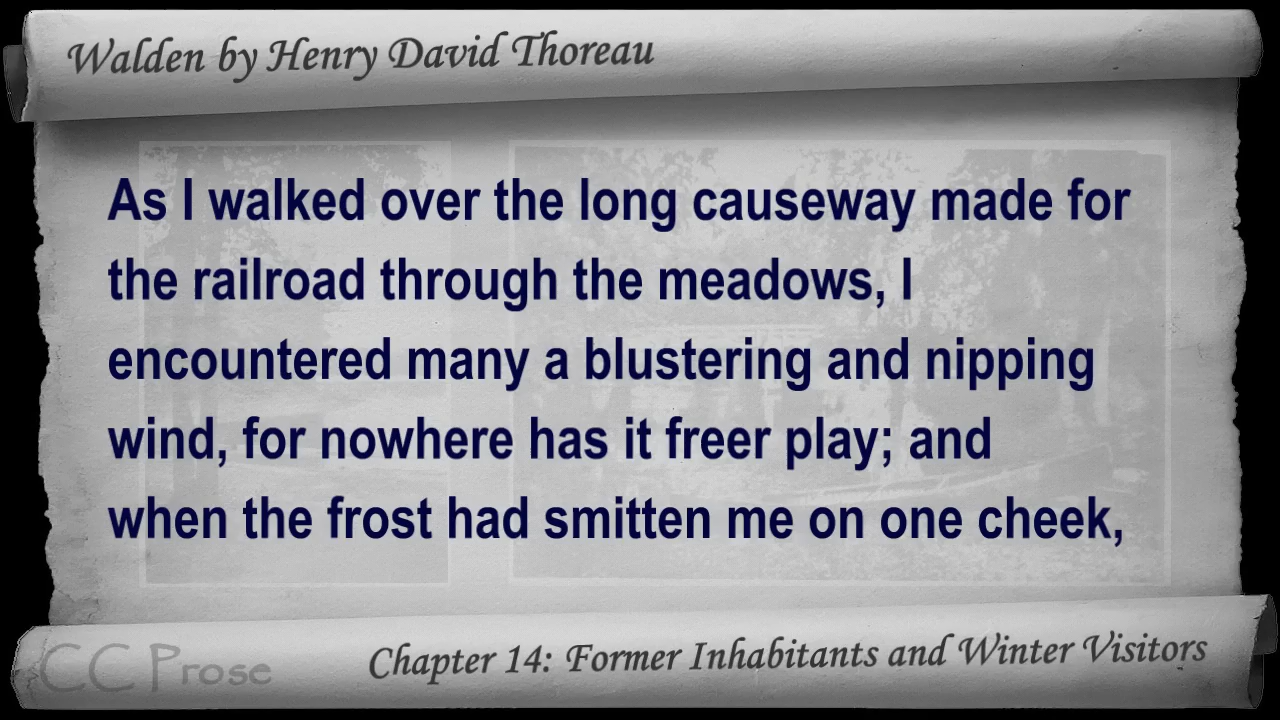 Walden by Henry David Thoreau
As I walked over the long causeway made for
the railroad through the meadows, I
encountered many a blustering and nipping
wind, for nowhere has it freer play; and
when the frost had smitten me on one cheek,
CC Prose
Chapter 14: Former Inhabitants and Winter Visitors